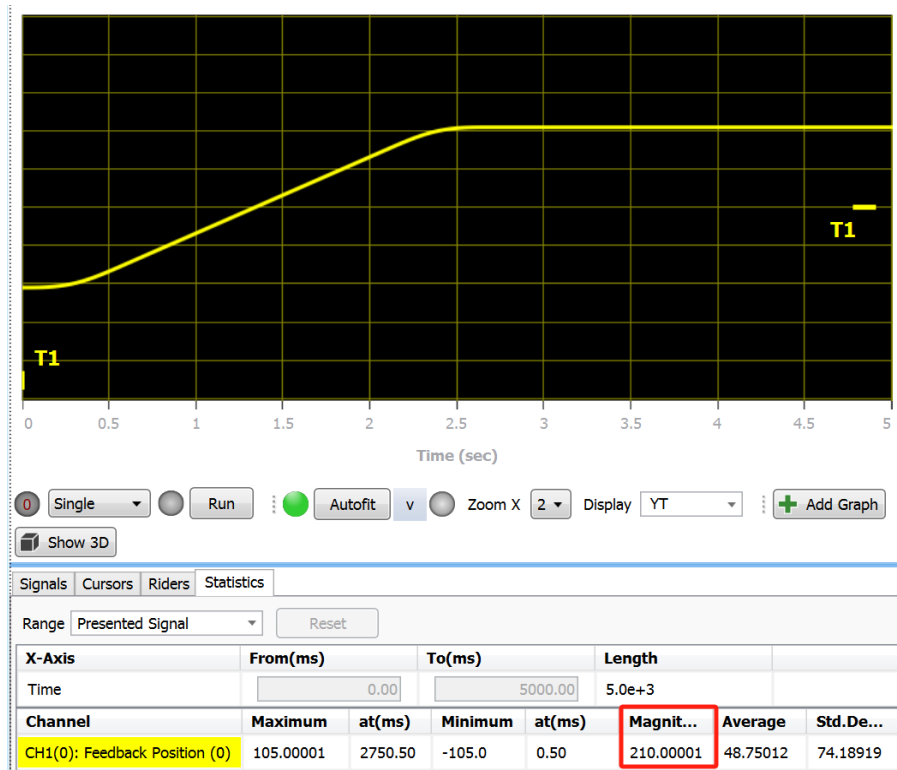 T1
T1
0 0.5 1 1.5 2 2.5 3 3.5 4 4.5 5
Time (sec)
0 Single Run Autofit v Zoom X 2 Display YT Add Graph
Show 3D
Signals Cursors Riders Statistics
Range Presented Signal Reset
X-Axis From(ms) To(ms) Length
Time 0.00 5000.00 5.0e+3
Channel Maximum at(ms) Minimum at(ms) Magnit... Average Std.De...
CH1(0): Feedback Position (0) 105.00001 2750.50 -105.0 0.50 210.00001 48.75012 74.18919